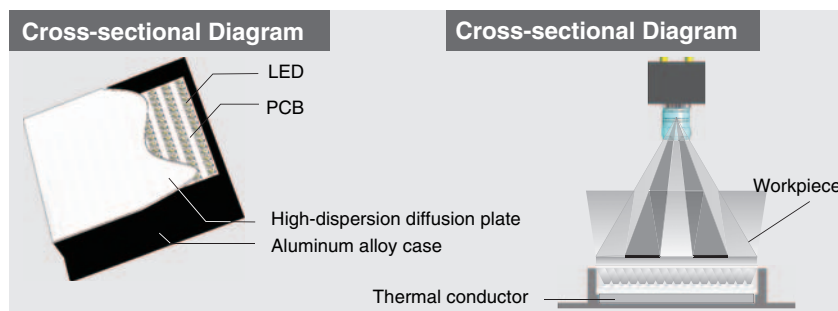 Cross-sectional Diagram
LED
PCB
High-dispersion diffusion plate
Aluminum alloy case
Cross-sectional Diagram
Workpiece
Thermal conductor